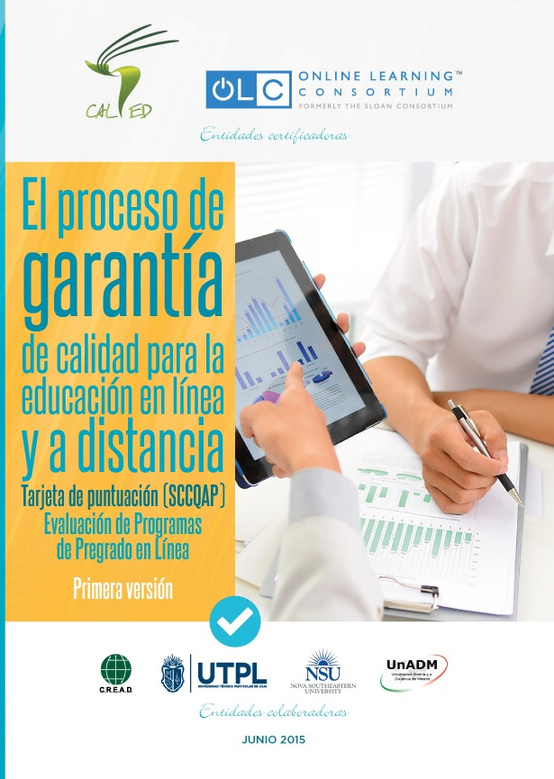 CALED
OLC
ONLINE LEARNING™
CONSORTIUM
FORMERLY THE SLOAN CONSORTIUM
Entidades certificadoras
El proceso de
garantía
de calidad para la
educación en línea
y a distancia
Tarjeta de puntuación (SCCQAP)
Evaluación de Programas
de Pregrado en Línea
Primera versión
C.R.E.A.D.
UTPL
UNIVERSIDAD TÉCNICA PARTICULAR DE LOJA
NSU
NOVA SOUTHEASTERN
UNIVERSITY
UnADM
Universidad Abierta y a
Distancia de México
Entidades colaboradoras
JUNIO 2015